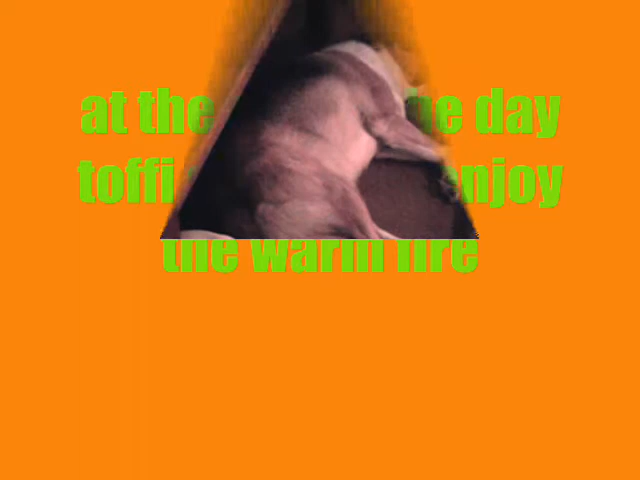 at the day
toffi enjoy
the warm fire